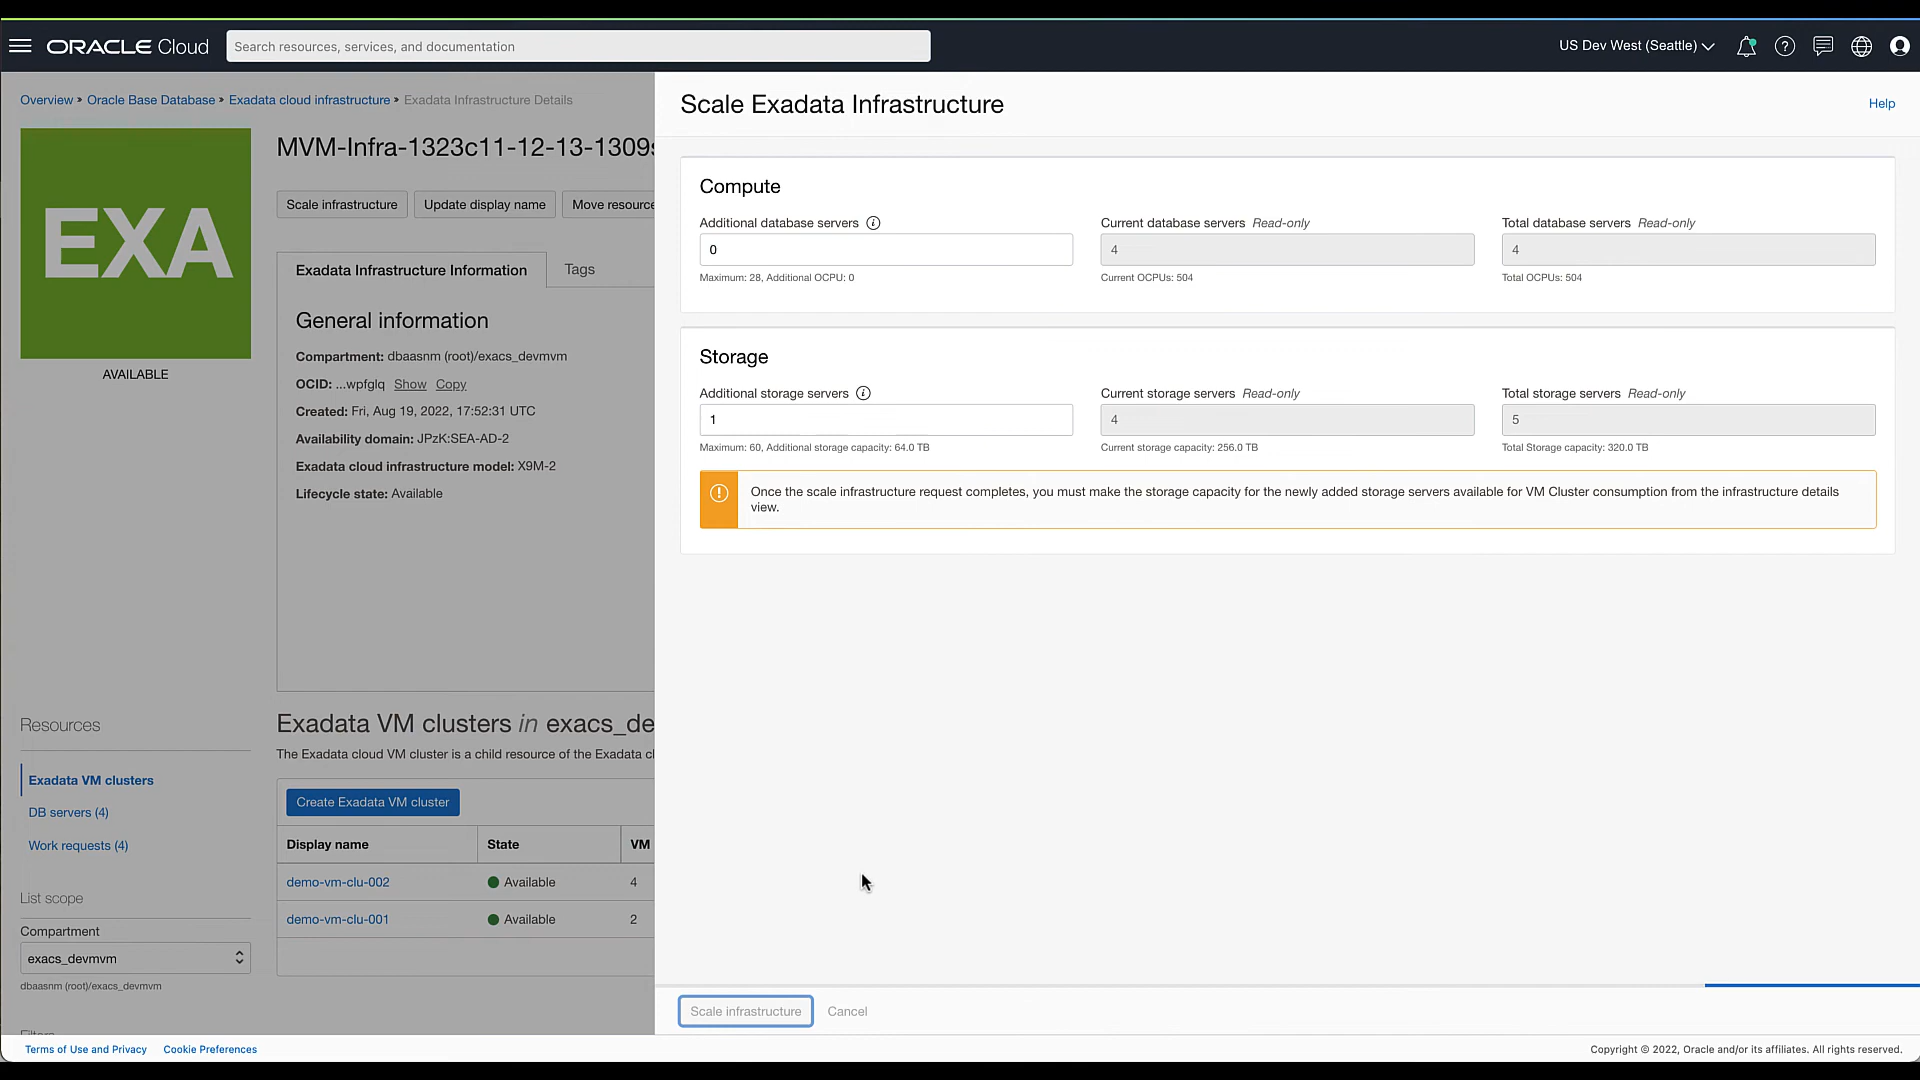 ORACLE Cloud
Search resources, services, and documentation
US Dev West (Seattle)
Overview » Oracle Base Database » Exadata cloud infrastructure » Exadata Infrastructure Details
EXA
AVAILABLE
MVM-Infra-1323c11-12-13-1309
Scale infrastructure
Update display name
Move resource
Exadata Infrastructure Information
Tags
General information
Compartment: dbaasnm (root)/exacs_devmvm
OCID: ...wpfglq Show Copy
Created: Fri, Aug 19, 2022, 17:52:31 UTC
Availability domain: JPzK:SEA-AD-2
Exadata cloud infrastructure model: X9M-2
Lifecycle state: Available
Resources
Exadata VM clusters
DB servers (4)
Work requests (4)
List scope
Compartment
exacs_devmvm
dbaasnm (root)/exacs_devmvm
Filters
Exadata VM clusters in exacs_de
The Exadata cloud VM cluster is a child resource of the Exadata cl
Create Exadata VM cluster
Display name State VM
demo-vm-clu-002 Available 4
demo-vm-clu-001 Available 2
Scale Exadata Infrastructure
Help
Compute
Additional database servers
0
Maximum: 28, Additional OCPU: 0
Current database servers Read-only
4
Current OCPUs: 504
Total database servers Read-only
4
Total OCPUs: 504
Storage
Additional storage servers
1
Maximum: 60, Additional storage capacity: 64.0 TB
Current storage servers Read-only
4
Current storage capacity: 256.0 TB
Total storage servers Read-only
5
Total Storage capacity: 320.0 TB
Once the scale infrastructure request completes, you must make the storage capacity for the newly added storage servers available for VM Cluster consumption from the infrastructure details
view.
Scale infrastructure
Cancel
Terms of Use and Privacy
Cookie Preferences
Copyright © 2022, Oracle and/or its affiliates. All rights reserved.